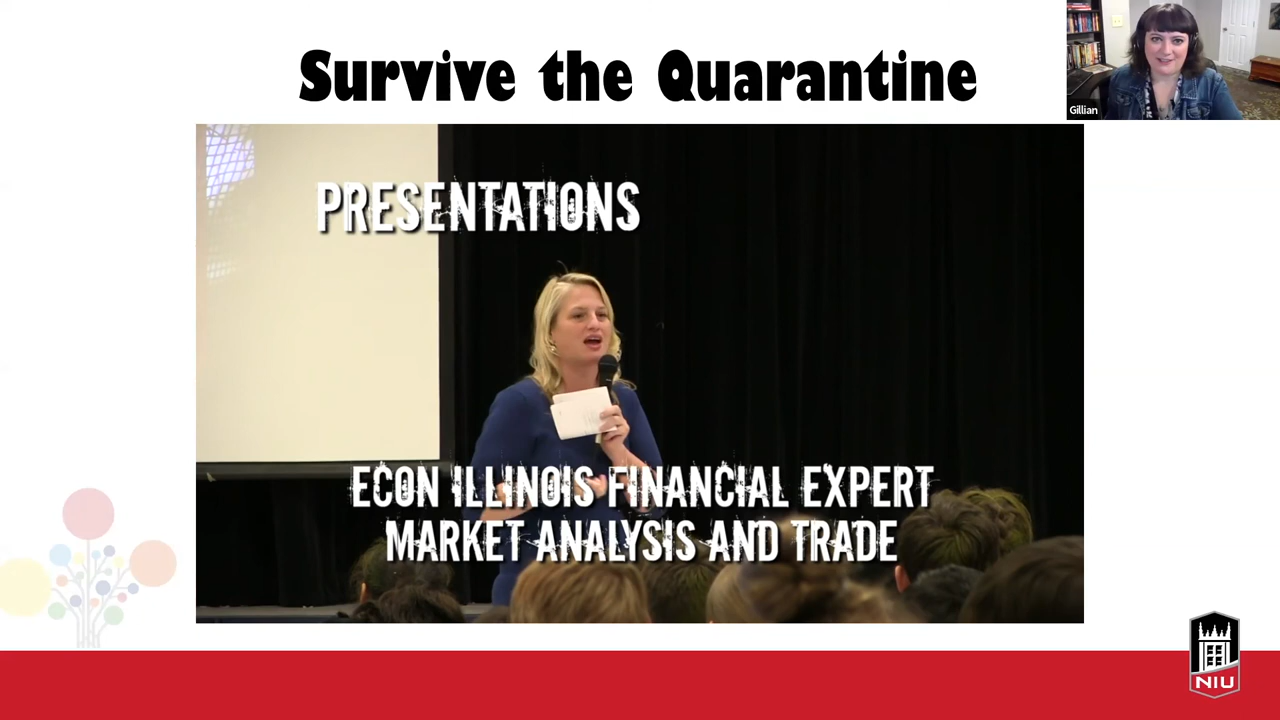 Survive the Quarantine
Gillian
PRESENTATIONS
ECON ILLINOIS FINANCIAL EXPERT
MARKET ANALYSIS AND TRADE
NIU